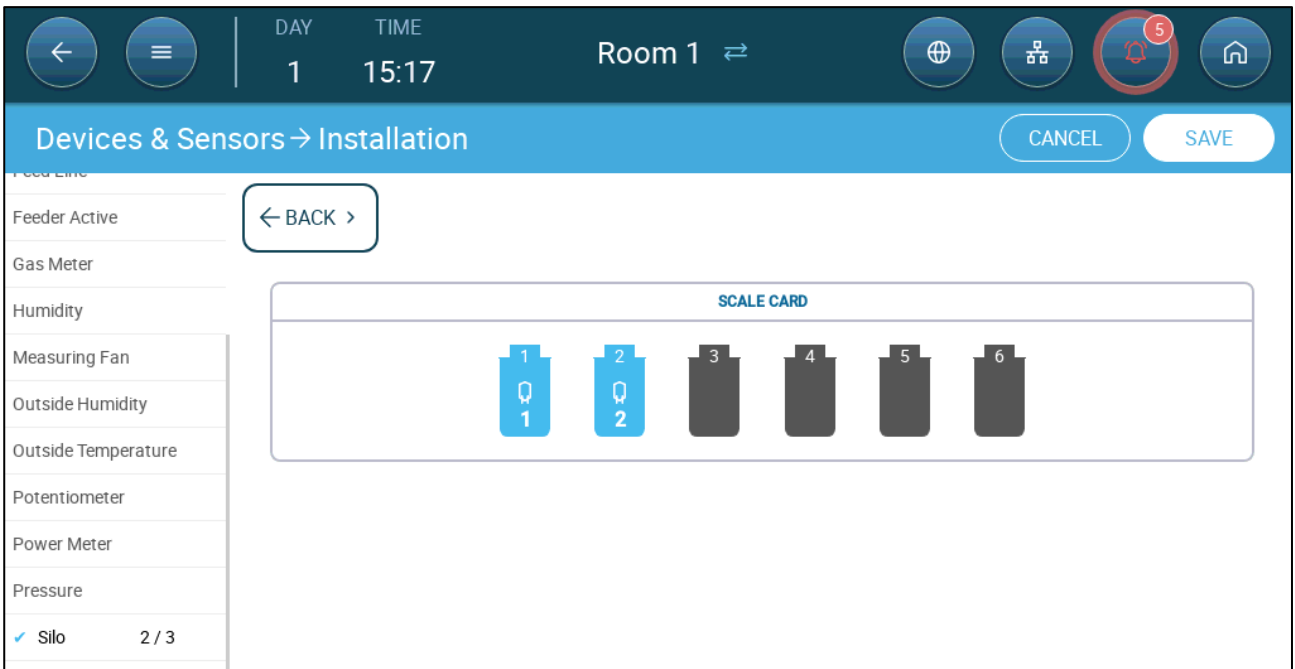 DAY TIME 5
1 15:17 Room 1
Devices & Sensors → Installation CANCEL SAVE
Feed Line
Feeder Active
← BACK >
Gas Meter
Humidity
SCALE CARD
Measuring Fan
1 2 3 4 5 6
Outside Humidity
1 2
Outside Temperature
Potentiometer
Power Meter
Pressure
✓ Silo 2 / 3